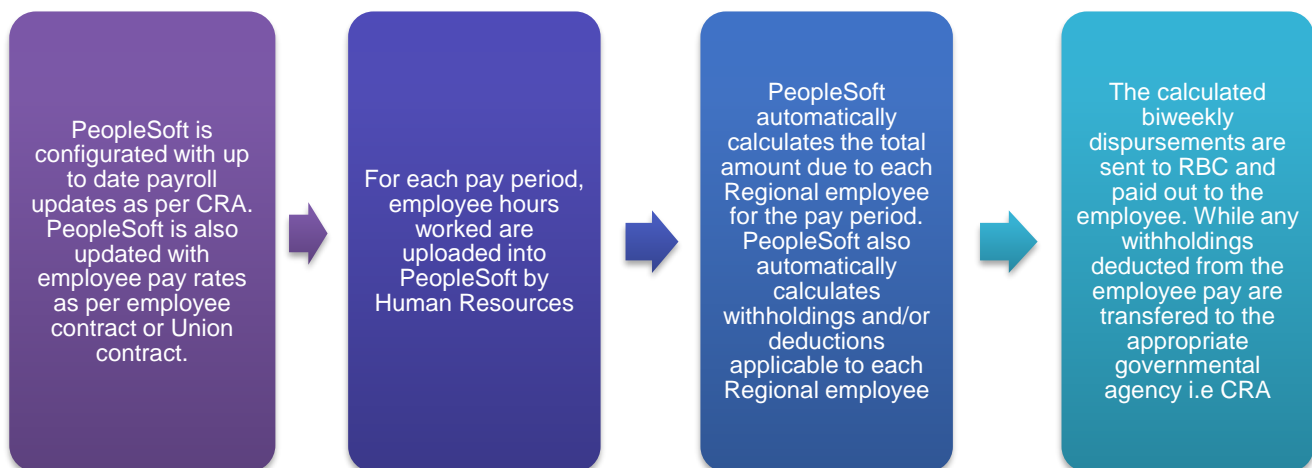 PeopleSoft is
configurated with up
to date payroll
updates as per CRA.
PeopleSoft is also
updated with
employee pay rates
as per employee
contract or Union
contract.
For each pay period,
employee hours
worked are
uploaded into
PeopleSoft by
Human Resources
PeopleSoft
automatically
calculates the total
amount due to each
Regional employee
for the pay period.
PeopleSoft also
automatically
calculates
withholdings and/or
deductions
applicable to each
Regional employee
The calculated
biweekly
dispursements are
sent to RBC and
paid out to the
employee. While any
withholdings
deducted from the
employee pay are
transfered to the
appropriate
governmental
agency i.e CRA